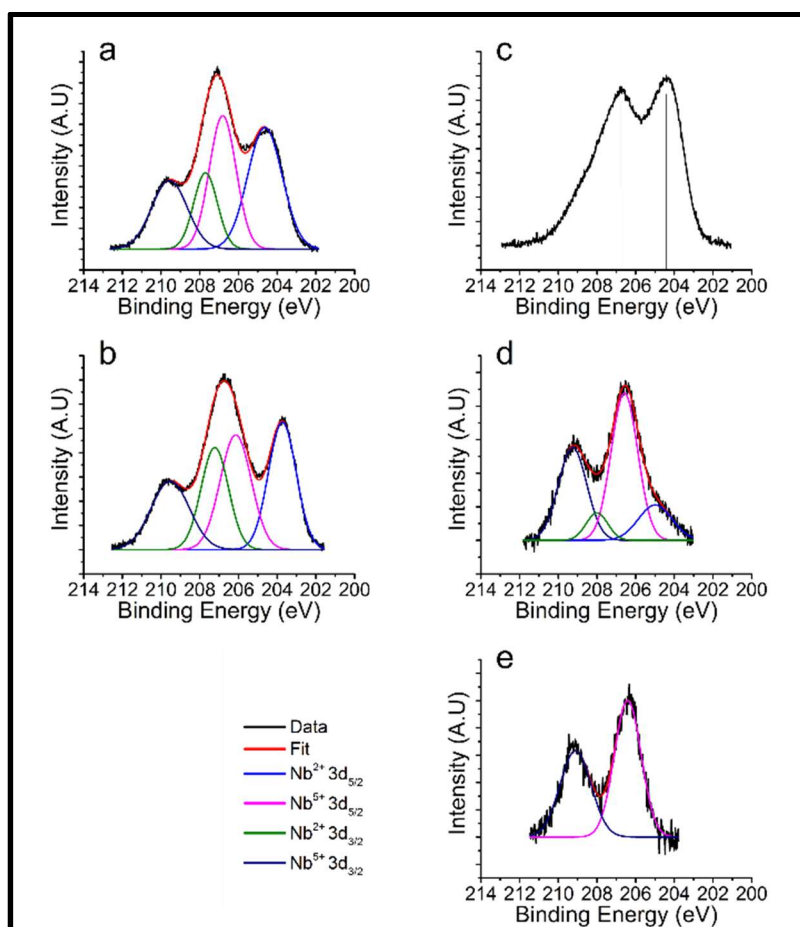 a
Intensity (A.U)
214 212 210 208 206 204 202 200
Binding Energy (eV)
b
Intensity (A.U)
214 212 210 208 206 204 202 200
Binding Energy (eV)
Data
Fit
Nb²⁺ 3d₅/₂
Nb⁵⁺ 3d₅/₂
Nb²⁺ 3d₃/₂
Nb⁵⁺ 3d₃/₂
c
Intensity (A.U)
214 212 210 208 206 204 202 200
Binding Energy (eV)
d
Intensity (A.U)
214 212 210 208 206 204 202 200
Binding Energy (eV)
e
Intensity (A.U)
214 212 210 208 206 204 202 200
Binding Energy (eV)